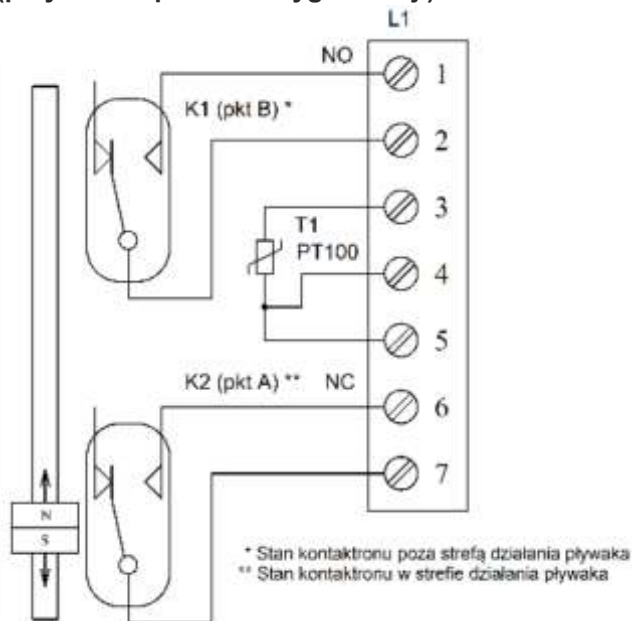 L1
NO
1
K1 (pkt B) *
2
3
T1
PT100
4
5
K2 (pkt A) ** NC
6
7
N
S
* Stan kontaktronu poza strefą działania pływaka
** Stan kontaktronu w strefie działania pływaka